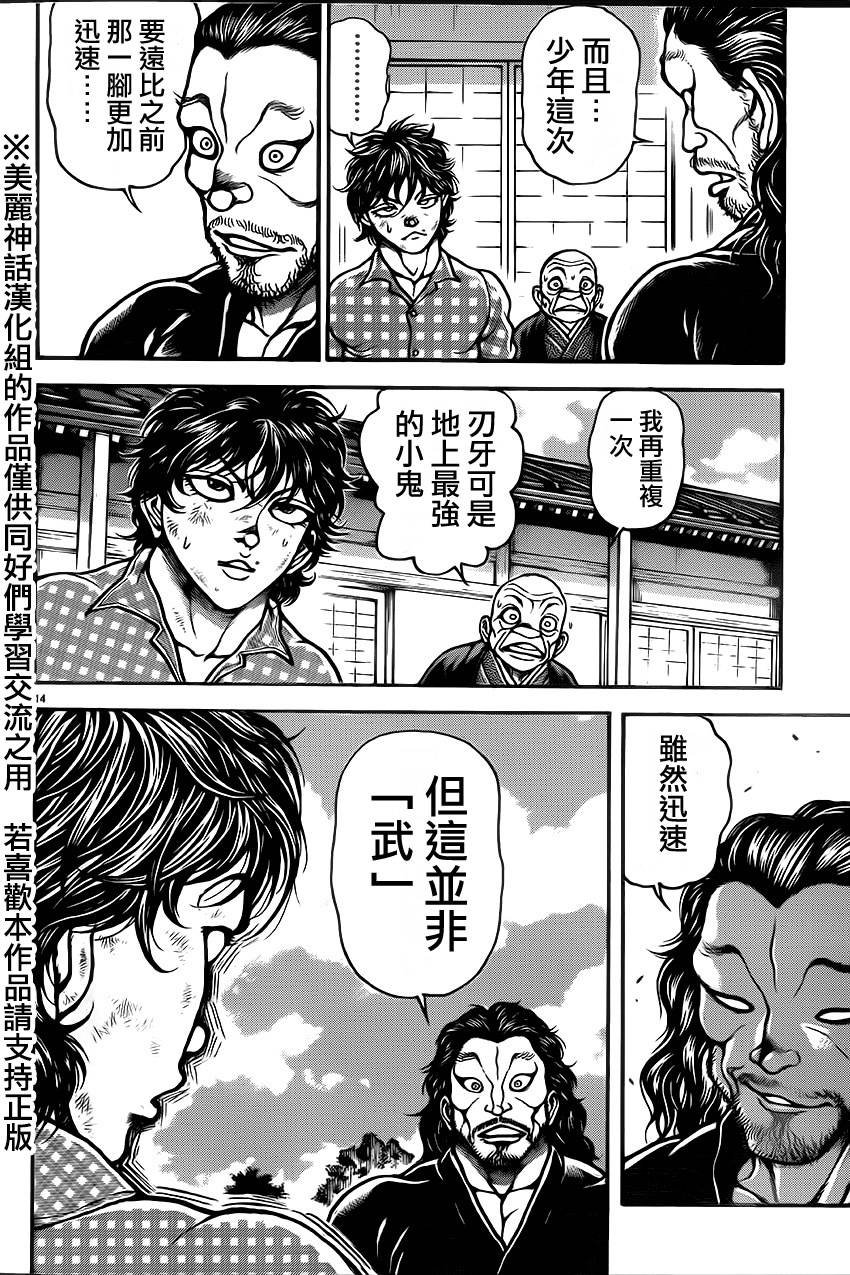 而且…
少年這次
…………
要遠比之前
那一腳更加
迅速……
我再重複
一次
刃牙可是
地上最強
的小鬼
雖然迅速
但這並非
「武」
14
※美麗神話漢化組的作品僅供同好們學習交流之用　若喜歡本作品請支持正版